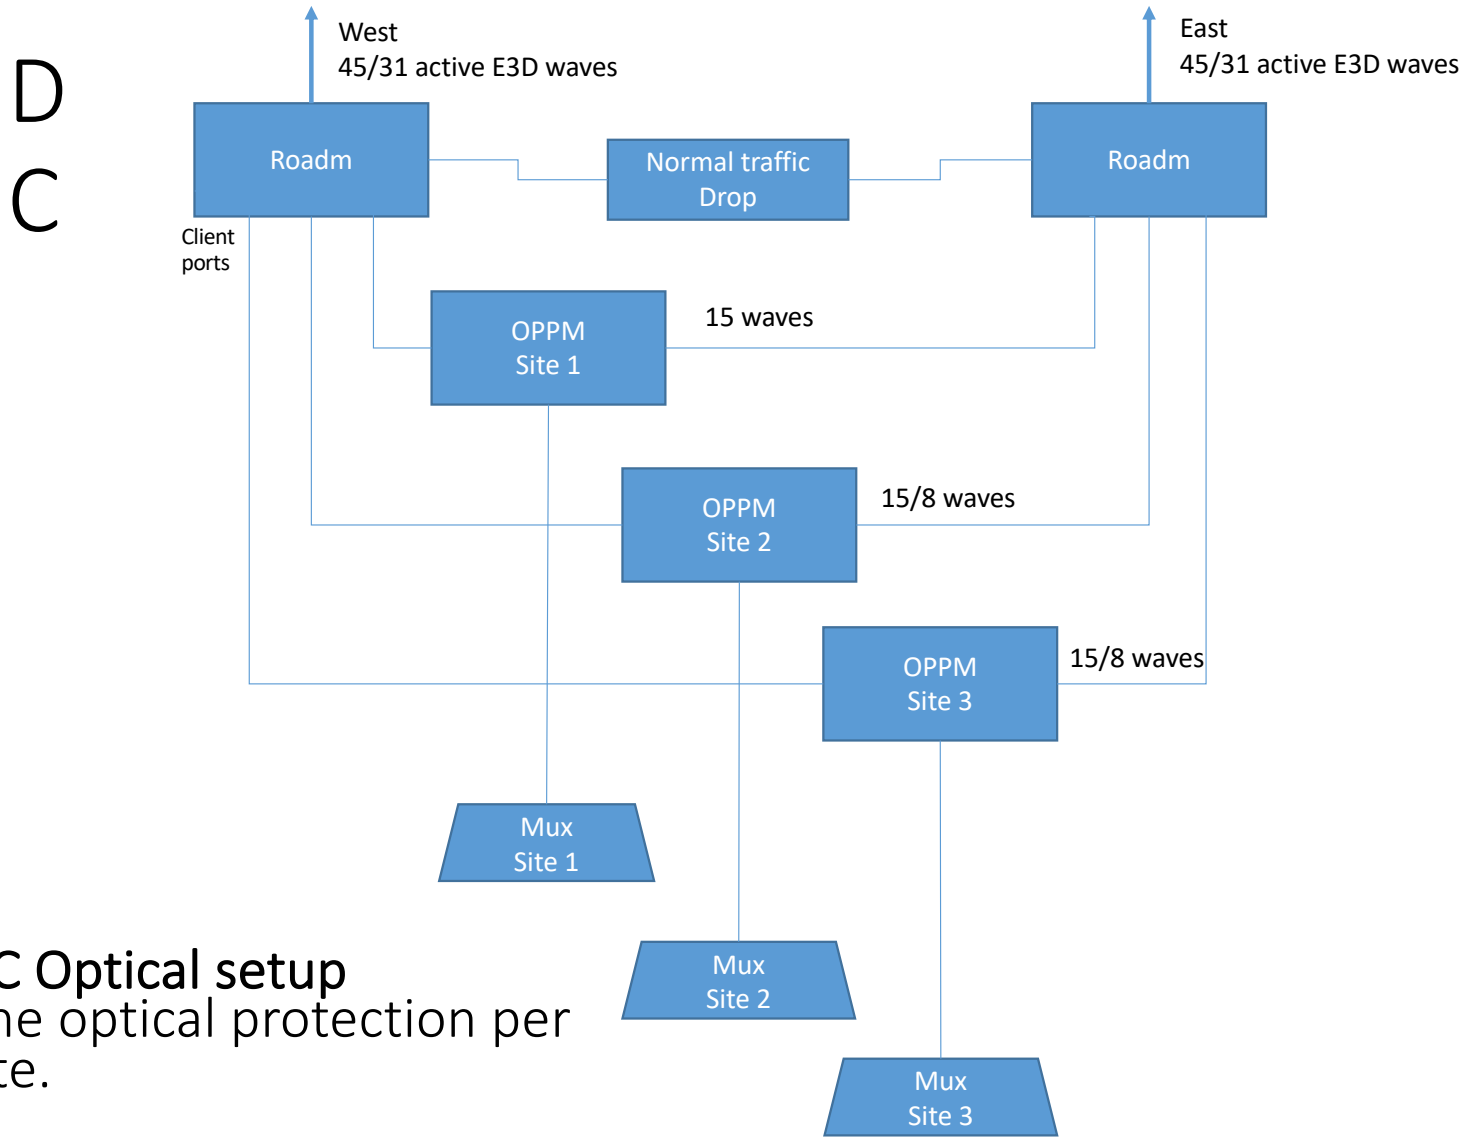 West
45/31 active E3D waves
East
45/31 active E3D waves
D
C
Roadm
Normal traffic
Drop
Roadm
Client
ports
OPPM
Site 1
15 waves
OPPM
Site 2
15/8 waves
OPPM
Site 3
15/8 waves
Mux
Site 1
Mux
Site 2
Mux
Site 3
C Optical setup
ne optical protection per
te.